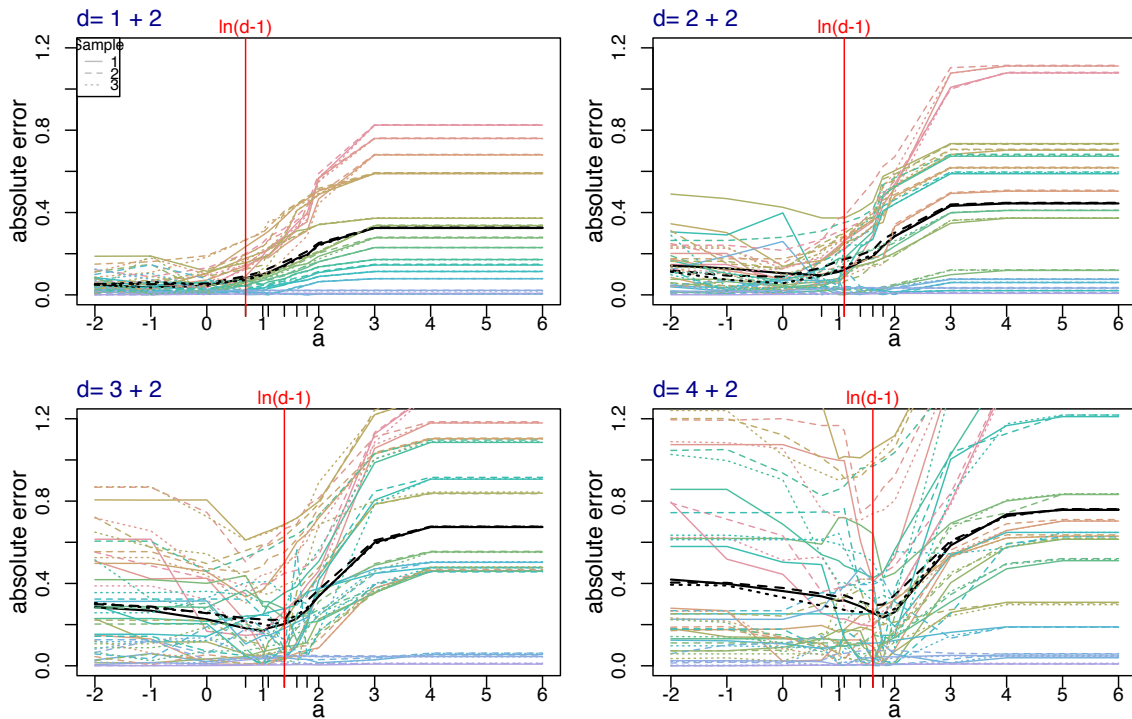 d= 1 + 2
ln(d-1)
absolute error
0.0 0.4 0.8 1.2
Sample
1
2
3
-2 -1 0 1 2 3 4 5 6
a
d= 2 + 2
ln(d-1)
absolute error
0.0 0.4 0.8 1.2
-2 -1 0 1 2 3 4 5 6
a
d= 3 + 2
ln(d-1)
absolute error
0.0 0.4 0.8 1.2
-2 -1 0 1 2 3 4 5 6
a
d= 4 + 2
ln(d-1)
absolute error
0.0 0.4 0.8 1.2
-2 -1 0 1 2 3 4 5 6
a